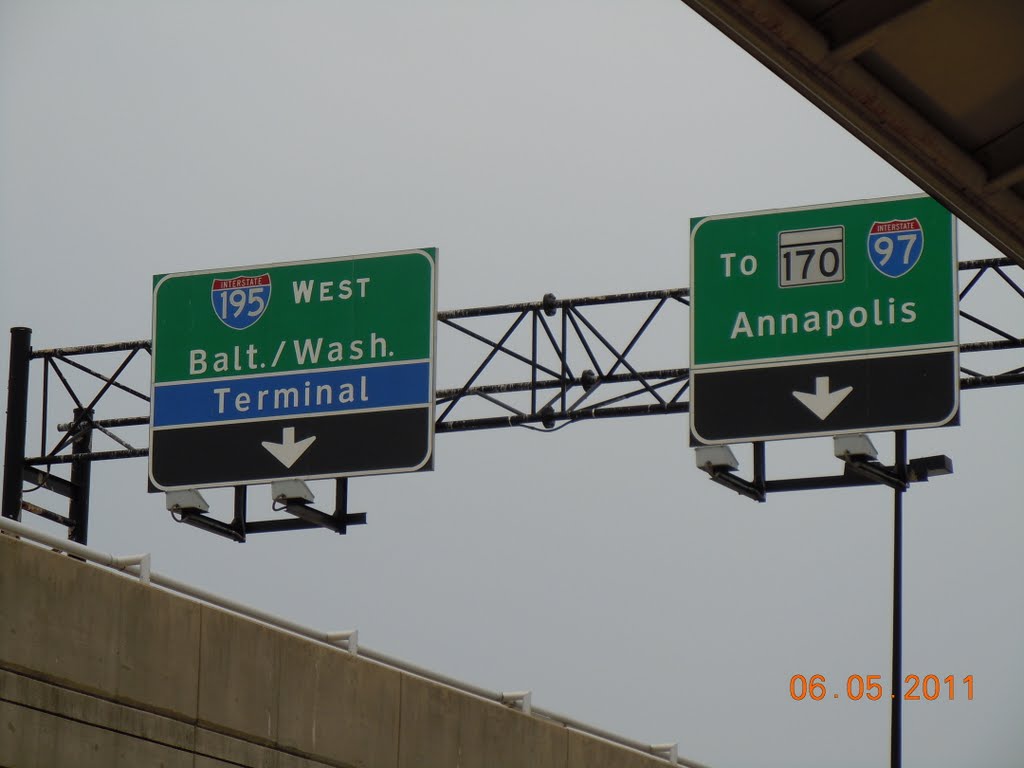 INTERSTATE
195 WEST
Balt./Wash.
Terminal
To 170 INTERSTATE 97
Annapolis
06.05.2011